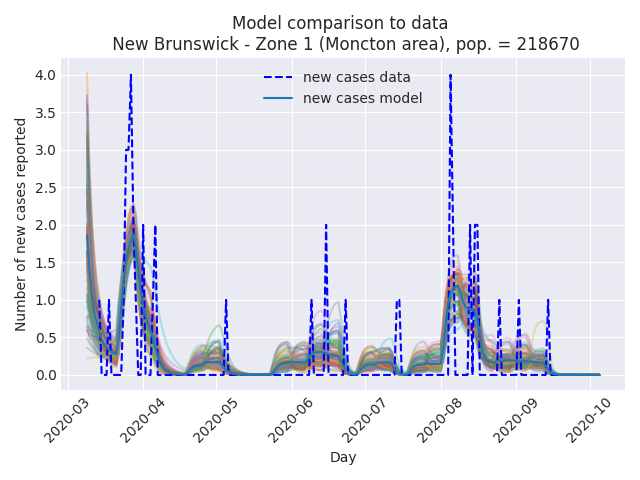 Model comparison to data
New Brunswick - Zone 1 (Moncton area), pop. = 218670
new cases data
new cases model
Number of new cases reported
4.0
3.5
3.0
2.5
2.0
1.5
1.0
0.5
0.0
2020-03
2020-04
2020-05
2020-06
2020-07
2020-08
2020-09
2020-10
Day